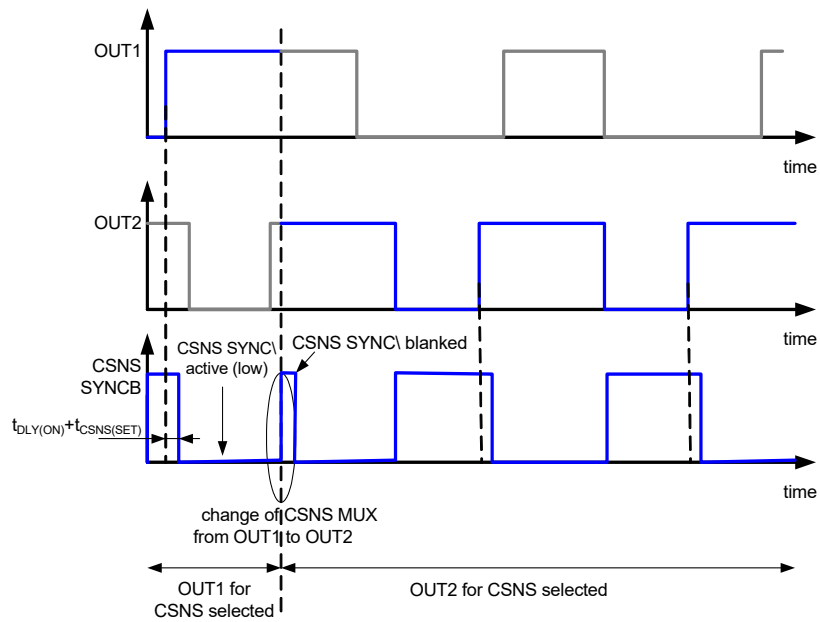 OUT1
time
OUT2
time
CSNS
SYNCB
CSNS SYNC\
active (low)
CSNS SYNC\ blanked
tDLY(ON)+tCSNS(SET)
time
change of CSNS MUX
from OUT1 to OUT2
OUT1 for
CSNS selected
OUT2 for CSNS selected